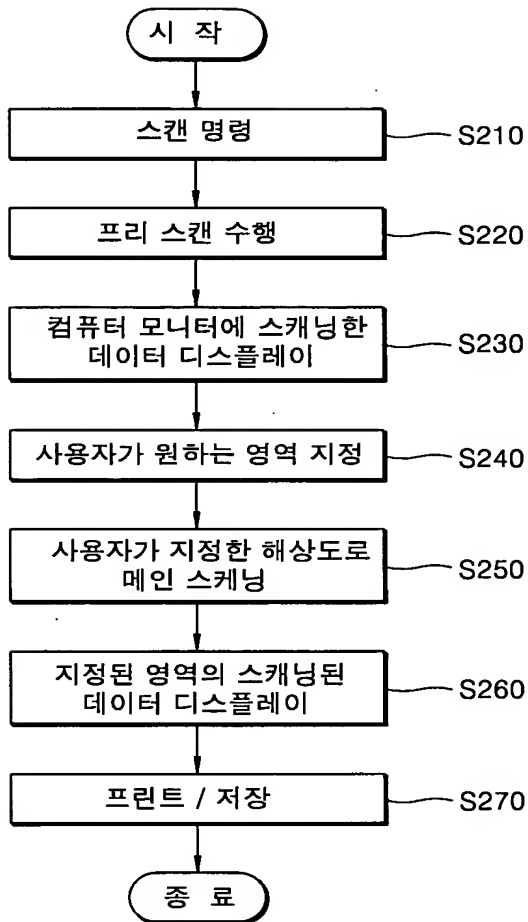 시 작
스캔 명령
S210
프리 스캔 수행
S220
컴퓨터 모니터에 스캐닝한
데이터 디스플레이
S230
사용자가 원하는 영역 지정
S240
사용자가 지정한 해상도로
메인 스케닝
S250
지정된 영역의 스캐닝된
데이터 디스플레이
S260
프린트 / 저장
S270
종 료